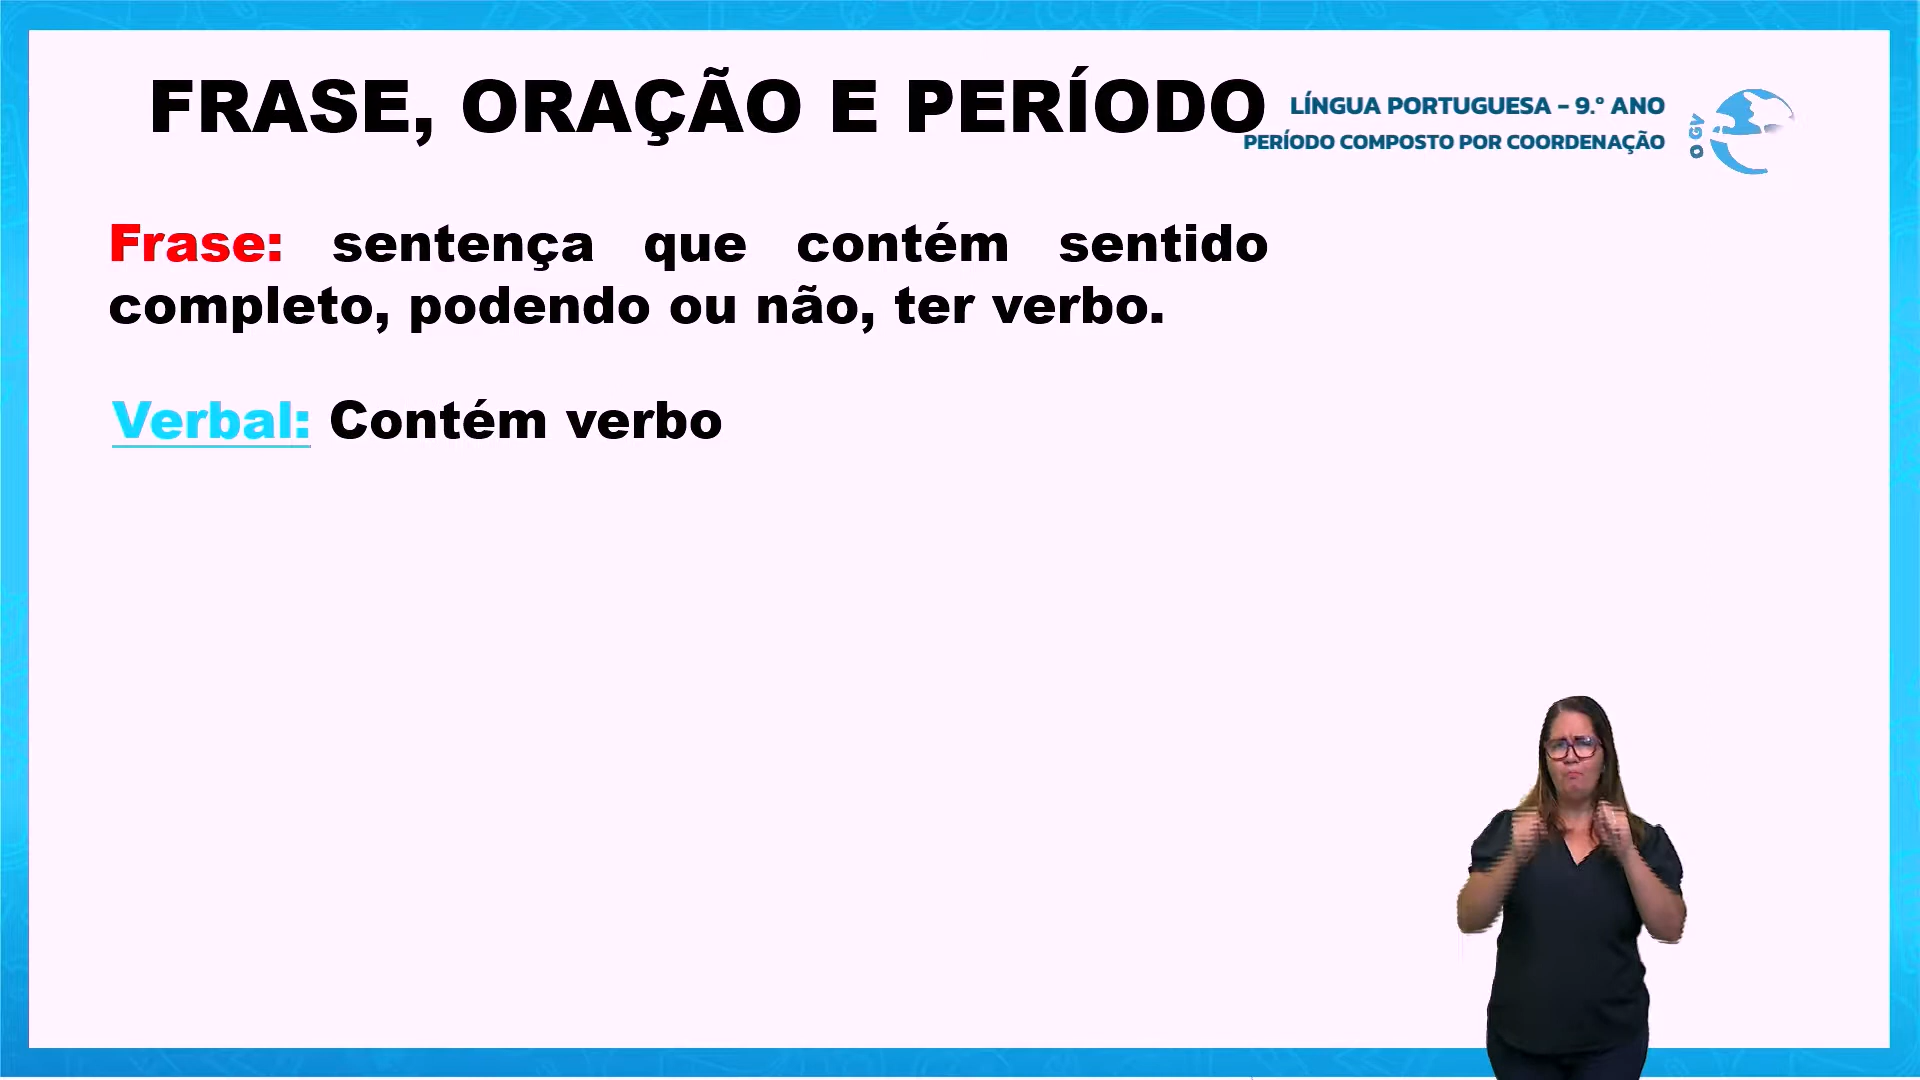 FRASE, ORAÇÃO E PERÍODO
LÍNGUA PORTUGUESA - 9.º ANO
PERÍODO COMPOSTO POR COORDENAÇÃO
Frase: sentença que contém sentido
completo, podendo ou não, ter verbo.
Verbal: Contém verbo